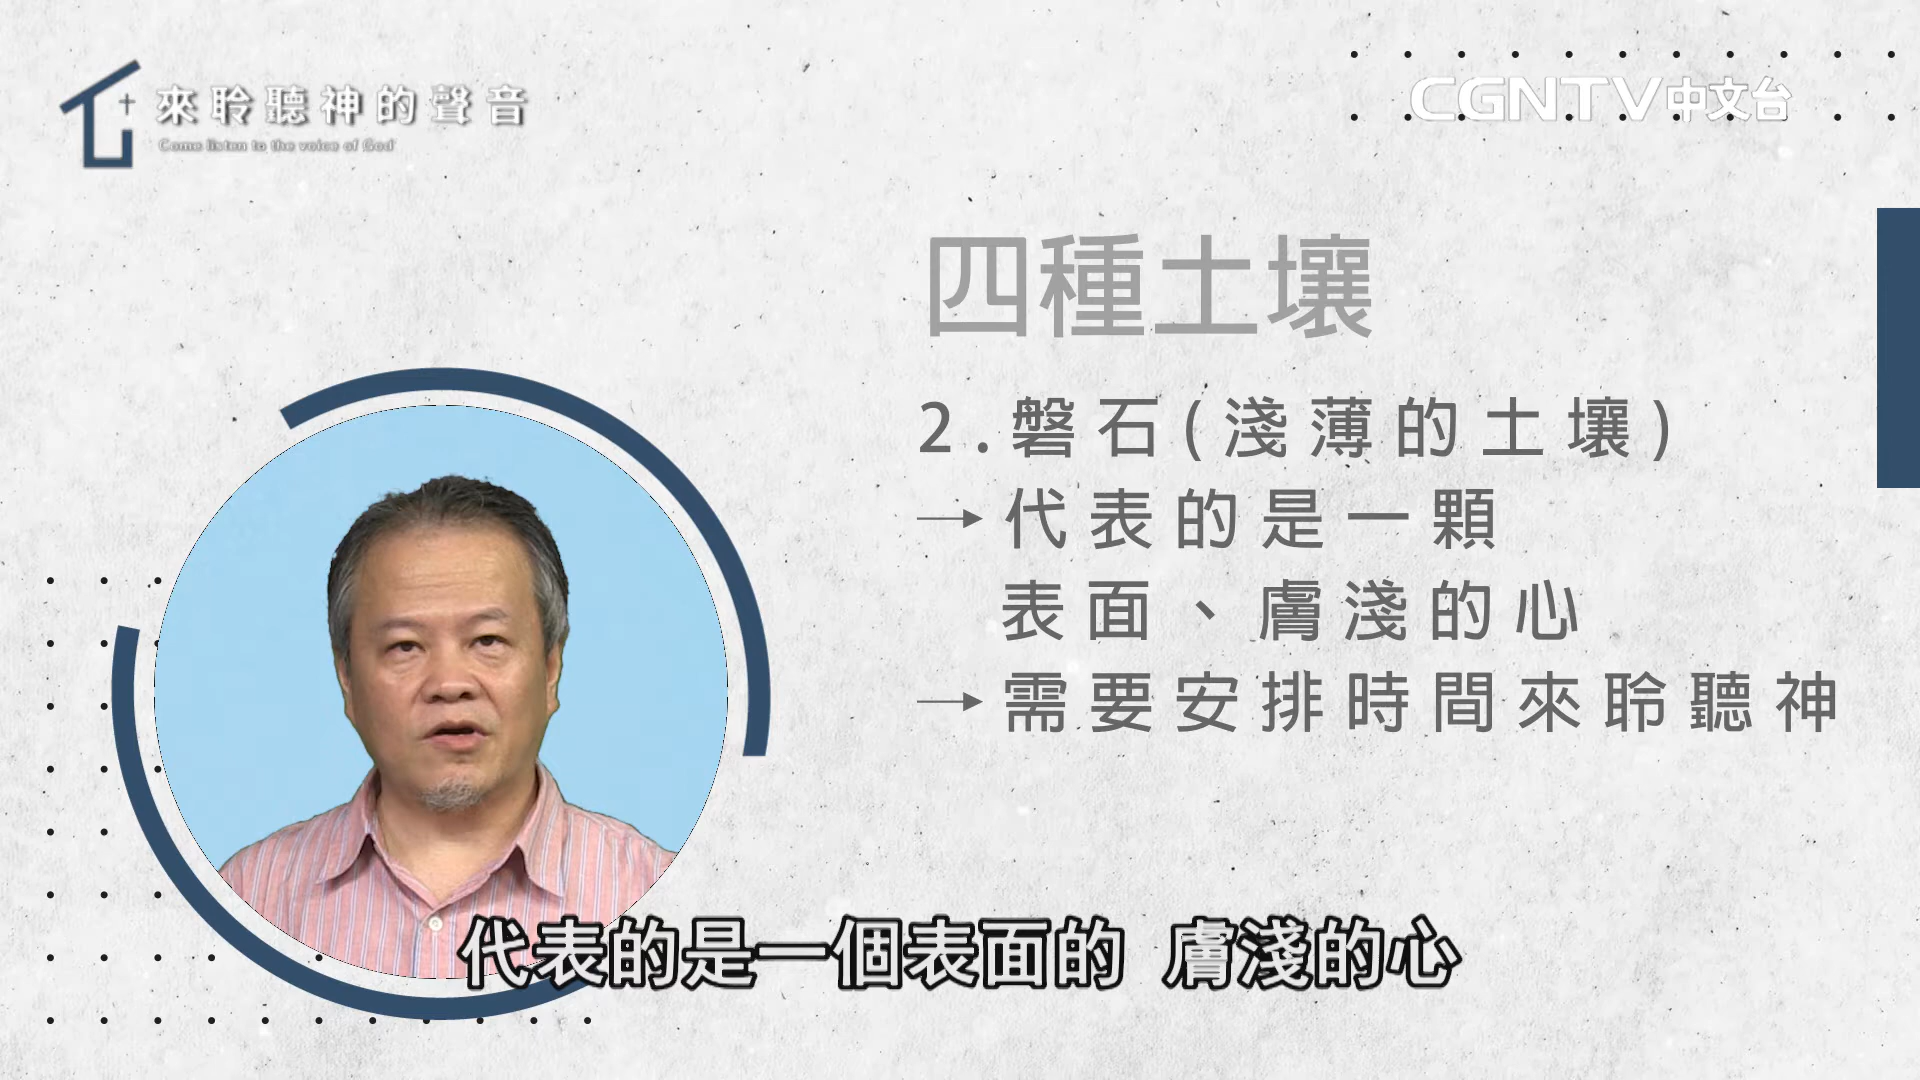 來聆聽神的聲音
Come listen to the voice of God
CGNTV中文台
四種土壤
2.磐石(淺薄的土壤)
→代表的是一顆
表面、膚淺的心
→需要安排時間來聆聽神
代表的是一個表面的 膚淺的心